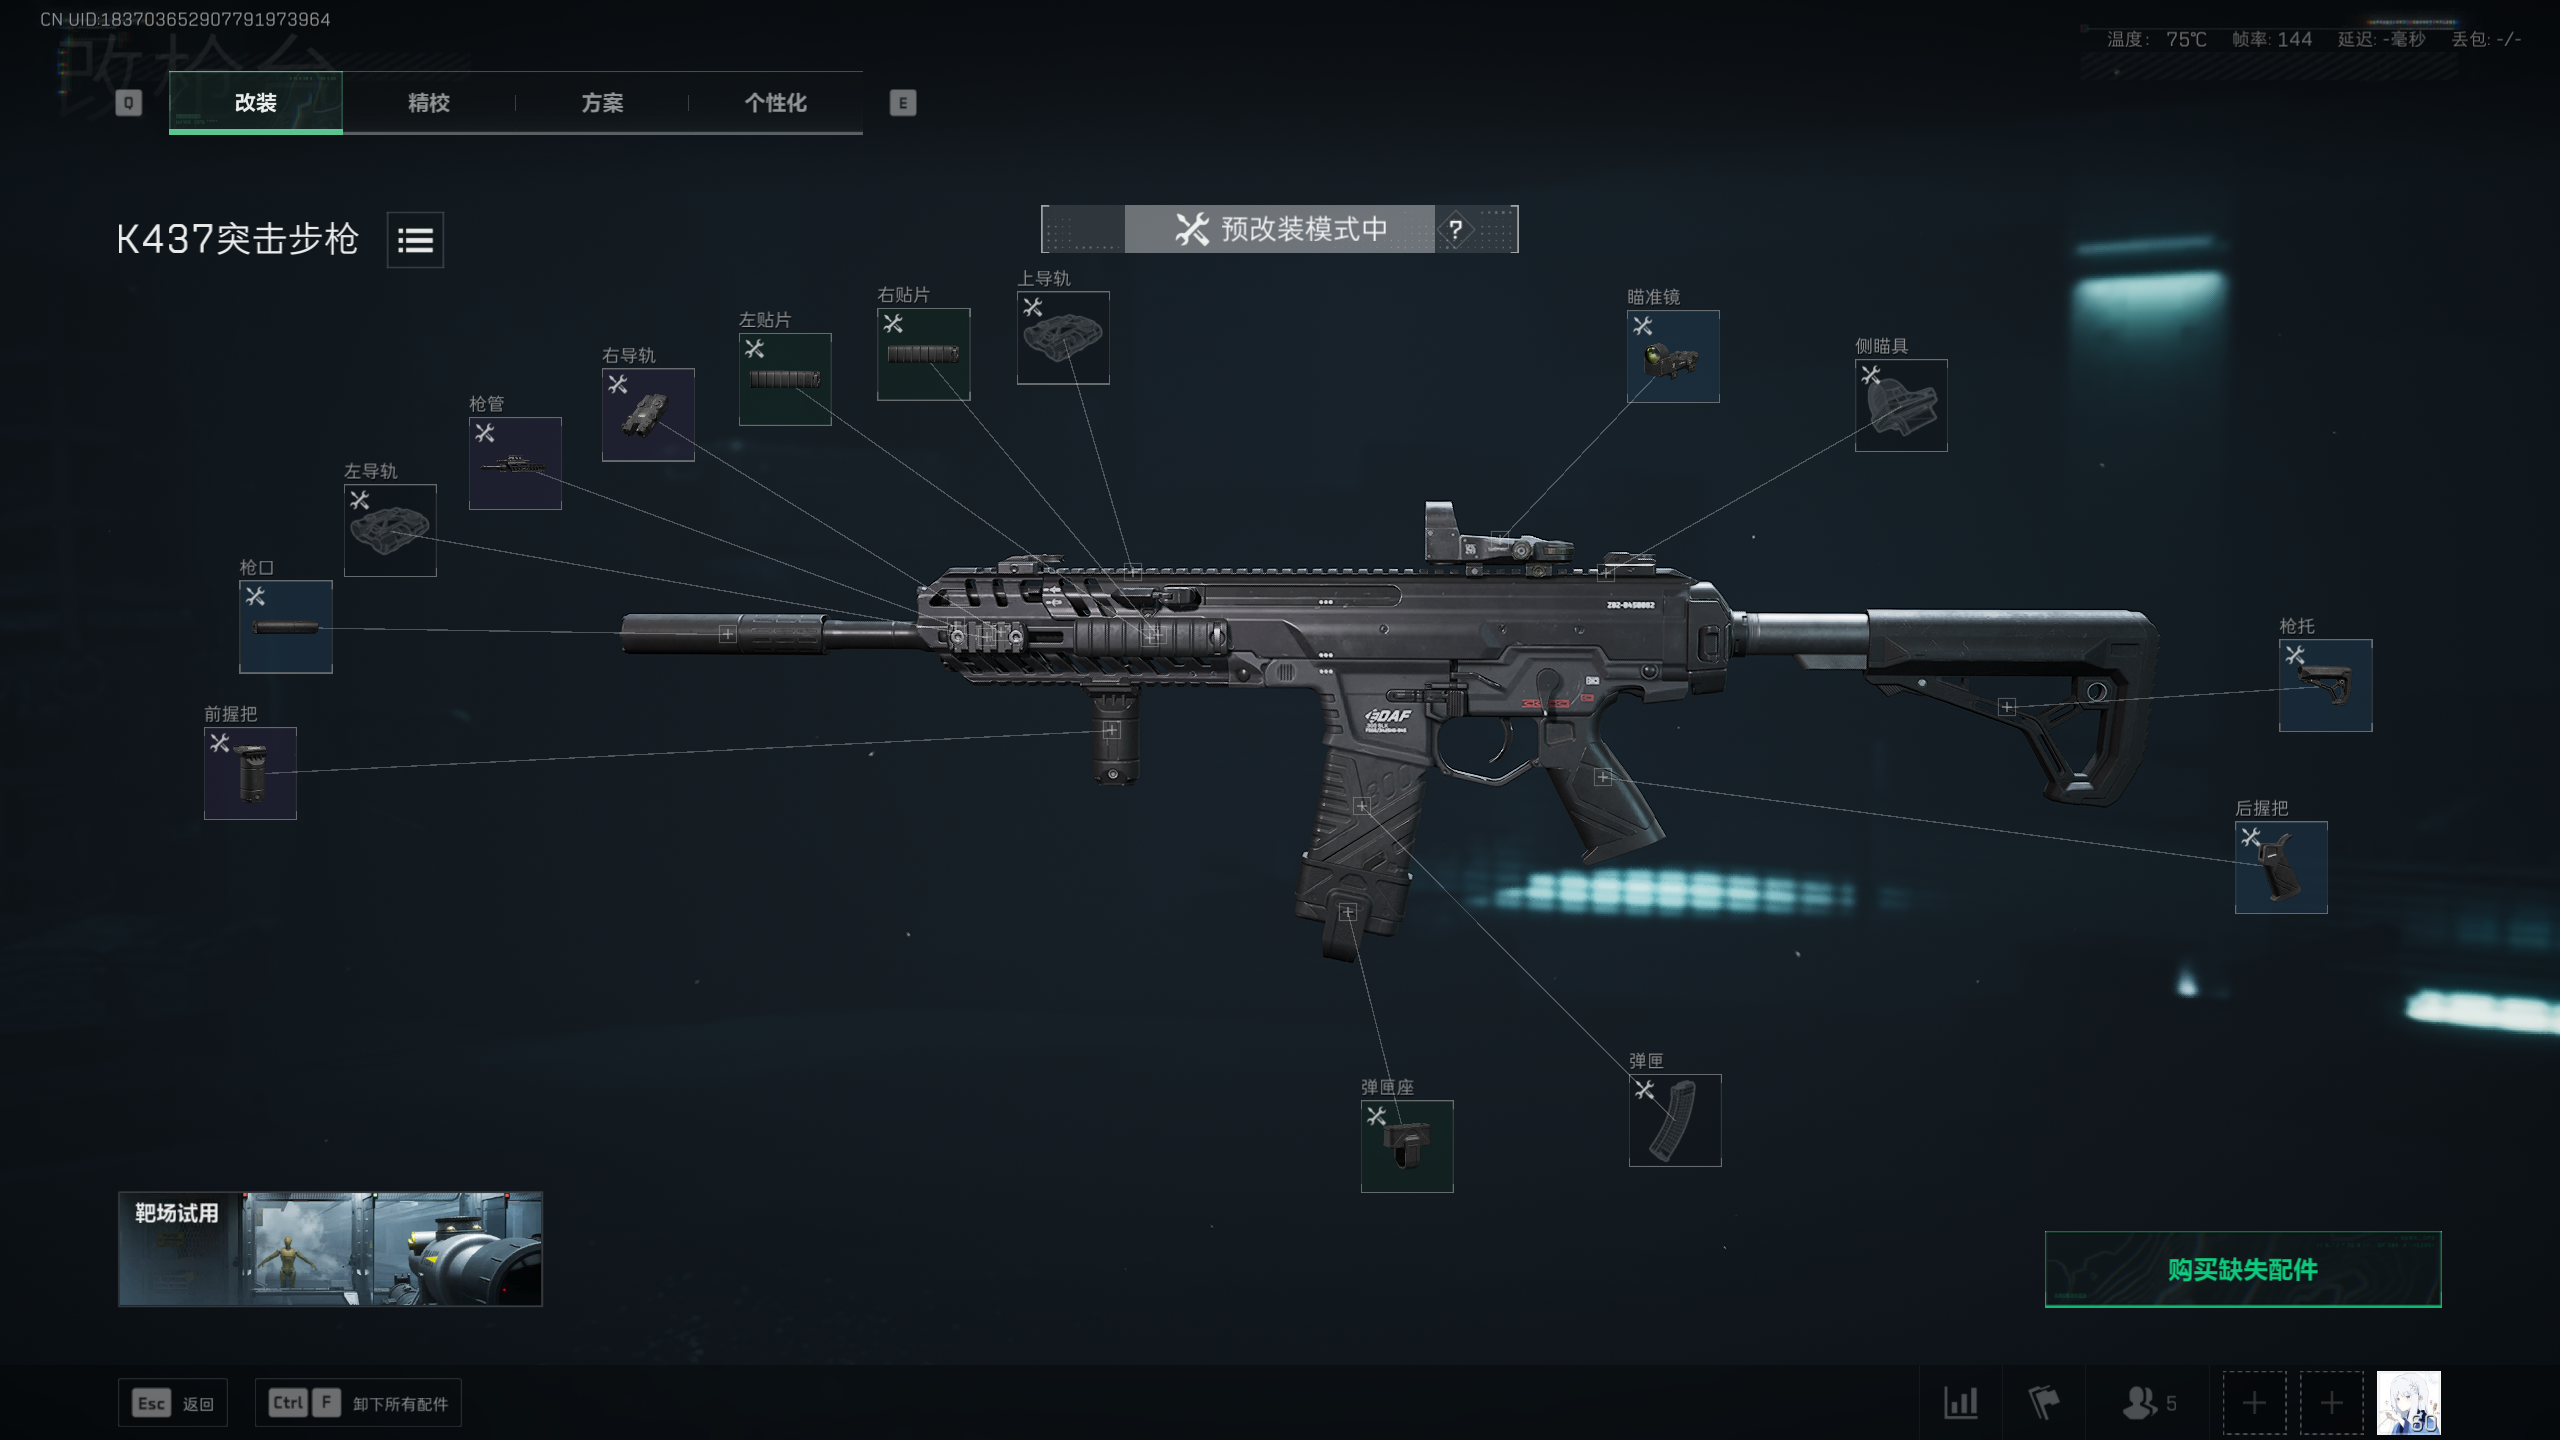 CN UID:183703652907791973964
改枪台
温度: 75℃ 帧率: 144 延迟: -毫秒 丢包: -/-
Q 改装 精校 方案 个性化 E
K437突击步枪
预改装模式中 ?
上导轨
右贴片
瞄准镜
左贴片
侧瞄具
右导轨
枪管
左导轨
枪口
枪托
前握把
后握把
弹匣
弹匣座
EDAF
300
靶场试用
购买缺失配件
Esc 返回 Ctrl F 卸下所有配件
5
60